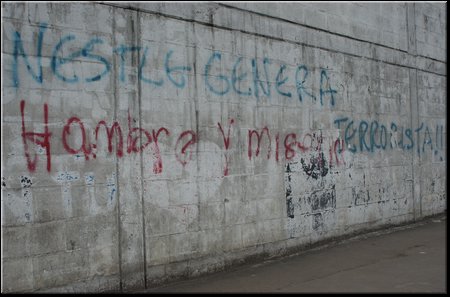 NEStle GENERA
Hambre y miseria TERRORISTA!!